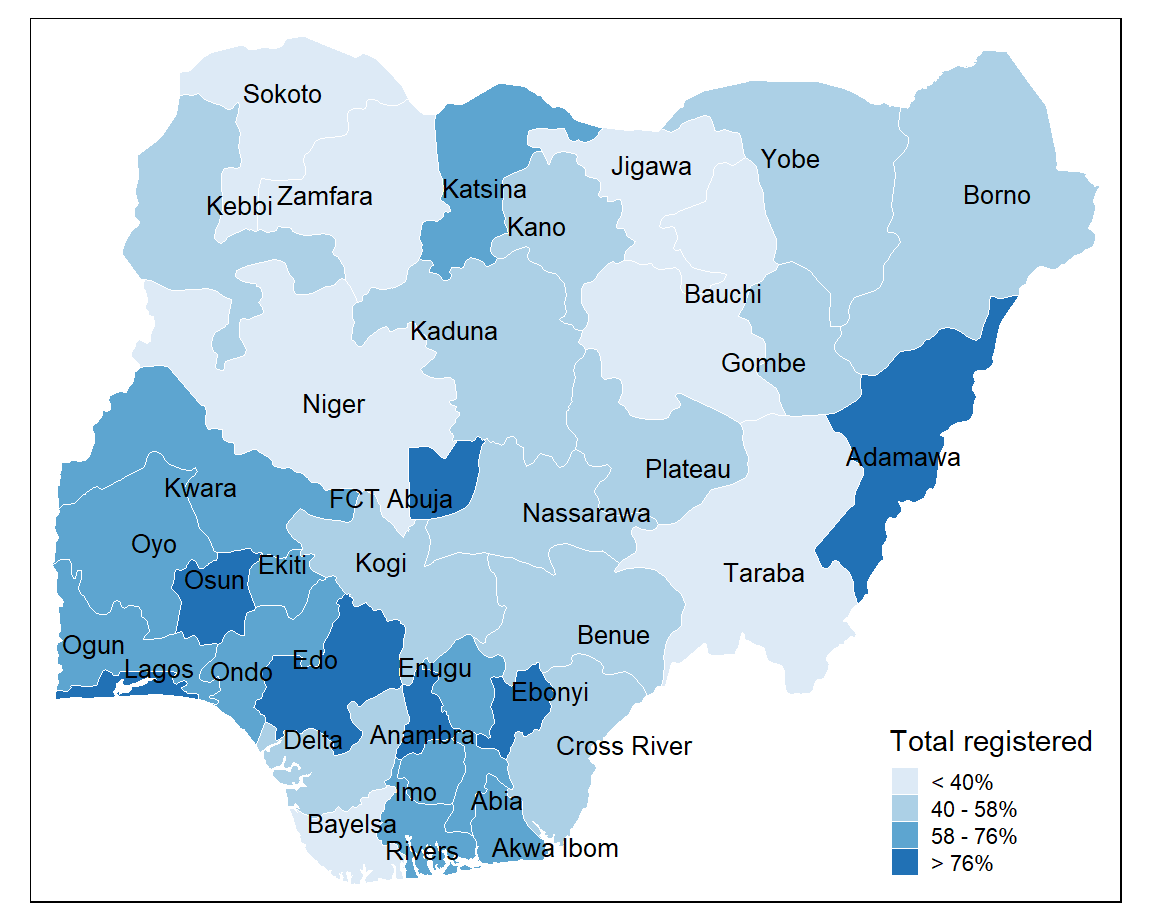 Sokoto
Jigawa
Yobe
Katsina
Borno
Kebbi
Zamfara
Kano
Bauchi
Kaduna
Gombe
Niger
Adamawa
Plateau
Kwara
FCT Abuja
Nassarawa
Oyo
Kogi
Ekiti
Taraba
Osun
Benue
Ogun
Edo
Lagos
Ondo
Enugu
Ebonyi
Anambra
Delta
Cross River
Imo
Abia
Bayelsa
Rivers
Akwa Ibom
Total registered
< 40%
40 - 58%
58 - 76%
> 76%